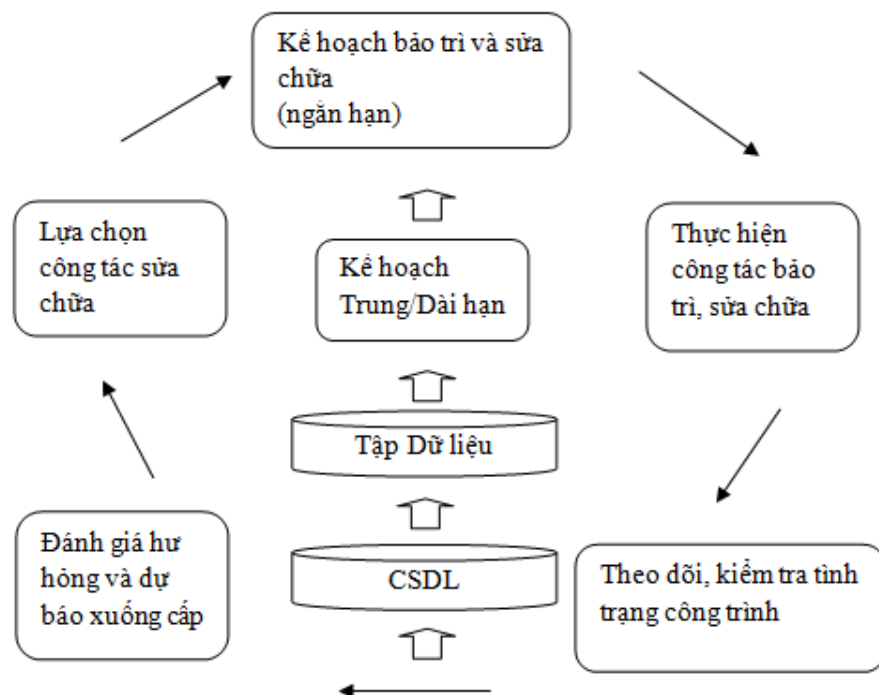 Kế hoạch bảo trì và sửa
chữa
(ngắn hạn)
Lựa chọn
công tác sửa
chữa
Kế hoạch
Trung/Dài hạn
Thực hiện
công tác bảo
trì, sửa chữa
Tập Dữ liệu
Đánh giá hư
hỏng và dự
báo xuống cấp
CSDL
Theo dõi, kiểm tra tình
trạng công trình